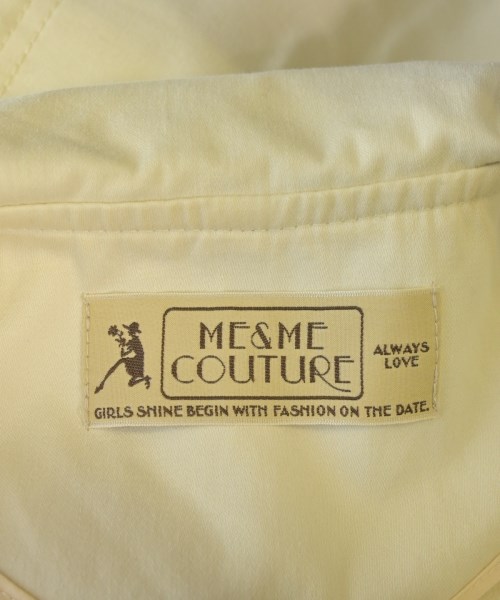 ME&ME
COUTURE
ALWAYS
LOVE
GIRLS SHINE BEGIN WITH FASHION ON THE DATE.